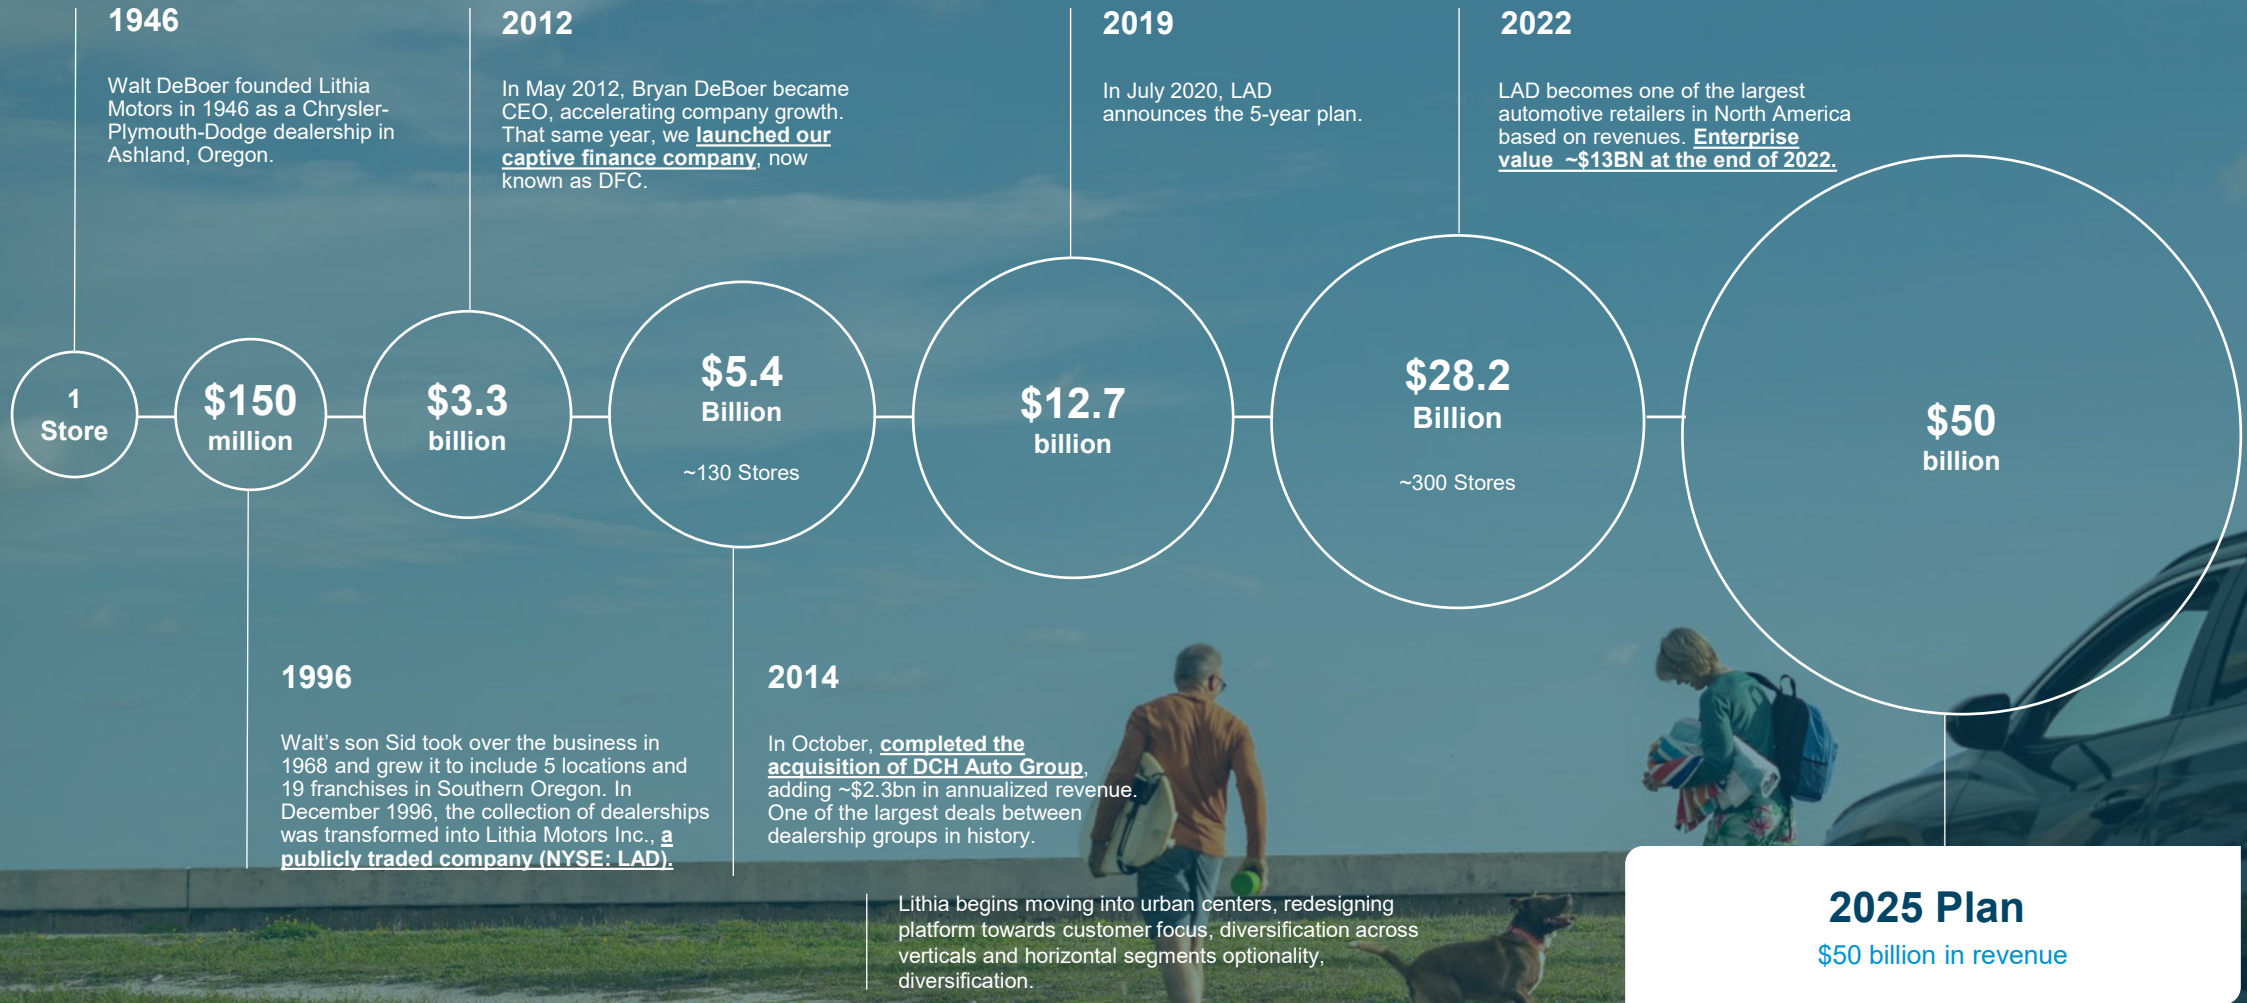 1946
Walt DeBoer founded Lithia
Motors in 1946 as a Chrysler-
Plymouth-Dodge dealership in
Ashland, Oregon.
2012
In May 2012, Bryan DeBoer became
CEO, accelerating company growth.
That same year, we launched our
captive finance company, now
known as DFC.
2019
In July 2020, LAD
announces the 5-year plan.
2022
LAD becomes one of the largest
automotive retailers in North America
based on revenues. Enterprise
value ~$13BN at the end of 2022.
1
Store
$150
million
$3.3
billion
$5.4
Billion
~130 Stores
$12.7
billion
$28.2
Billion
~300 Stores
$50
billion
1996
Walt’s son Sid took over the business in
1968 and grew it to include 5 locations and
19 franchises in Southern Oregon. In
December 1996, the collection of dealerships
was transformed into Lithia Motors Inc., a
publicly traded company (NYSE: LAD).
2014
In October, completed the
acquisition of DCH Auto Group,
adding ~$2.3bn in annualized revenue.
One of the largest deals between
dealership groups in history.
Lithia begins moving into urban centers, redesigning
platform towards customer focus, diversification across
verticals and horizontal segments optionality,
diversification.
2025 Plan
$50 billion in revenue